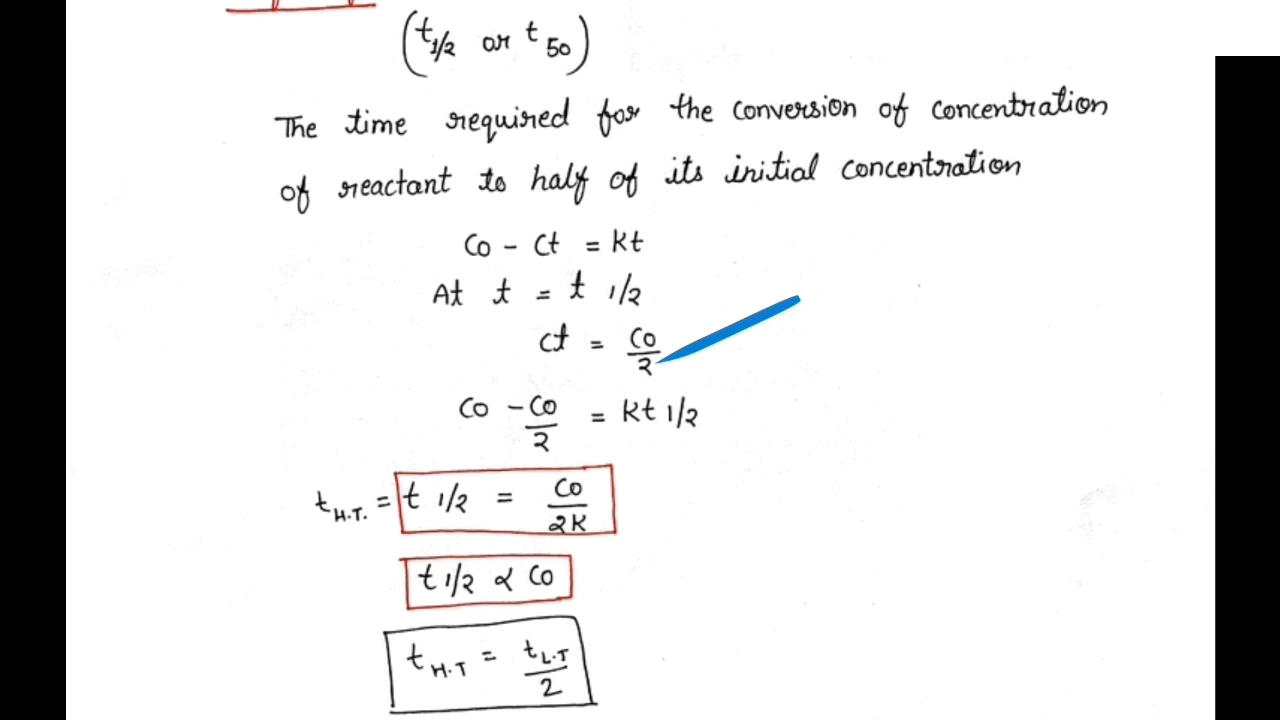 (t1/2 or t50)
The time required for the conversion of concentration
of reactant to half of its initial concentration
Co - Ct = Kt
At t = t 1/2
Ct = Co/2
Co - Co/2 = Kt 1/2
tH.T. = t 1/2 = Co/2K
t 1/2 ∝ Co
tH.T = tL.T/2